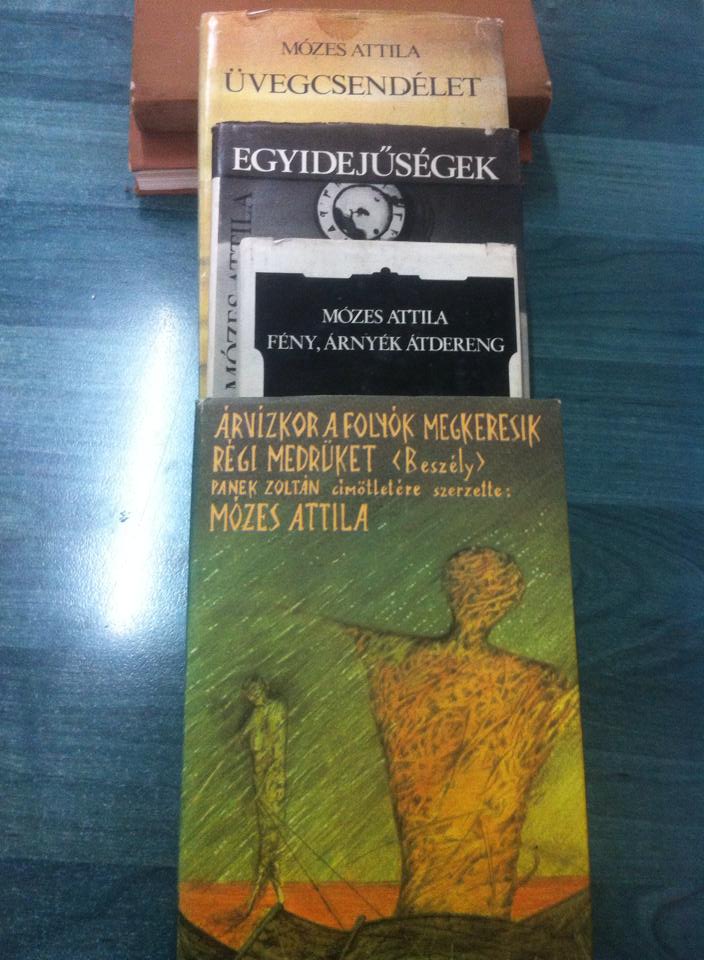 MÓZES ATTILA
ÜVEGCSENDÉLET
EGYIDEJŰSÉGEK
MÓZES ATTILA
MÓZES ATTILA
FÉNY, ÁRNYÉK ÁTDERENG
ÁRVÍZKOR A FOLYÓK MEGKERESIK
RÉGI MEDRÜKET <Beszély>
PANEK ZOLTÁN címötletére szerzette:
MÓZES ATTILA